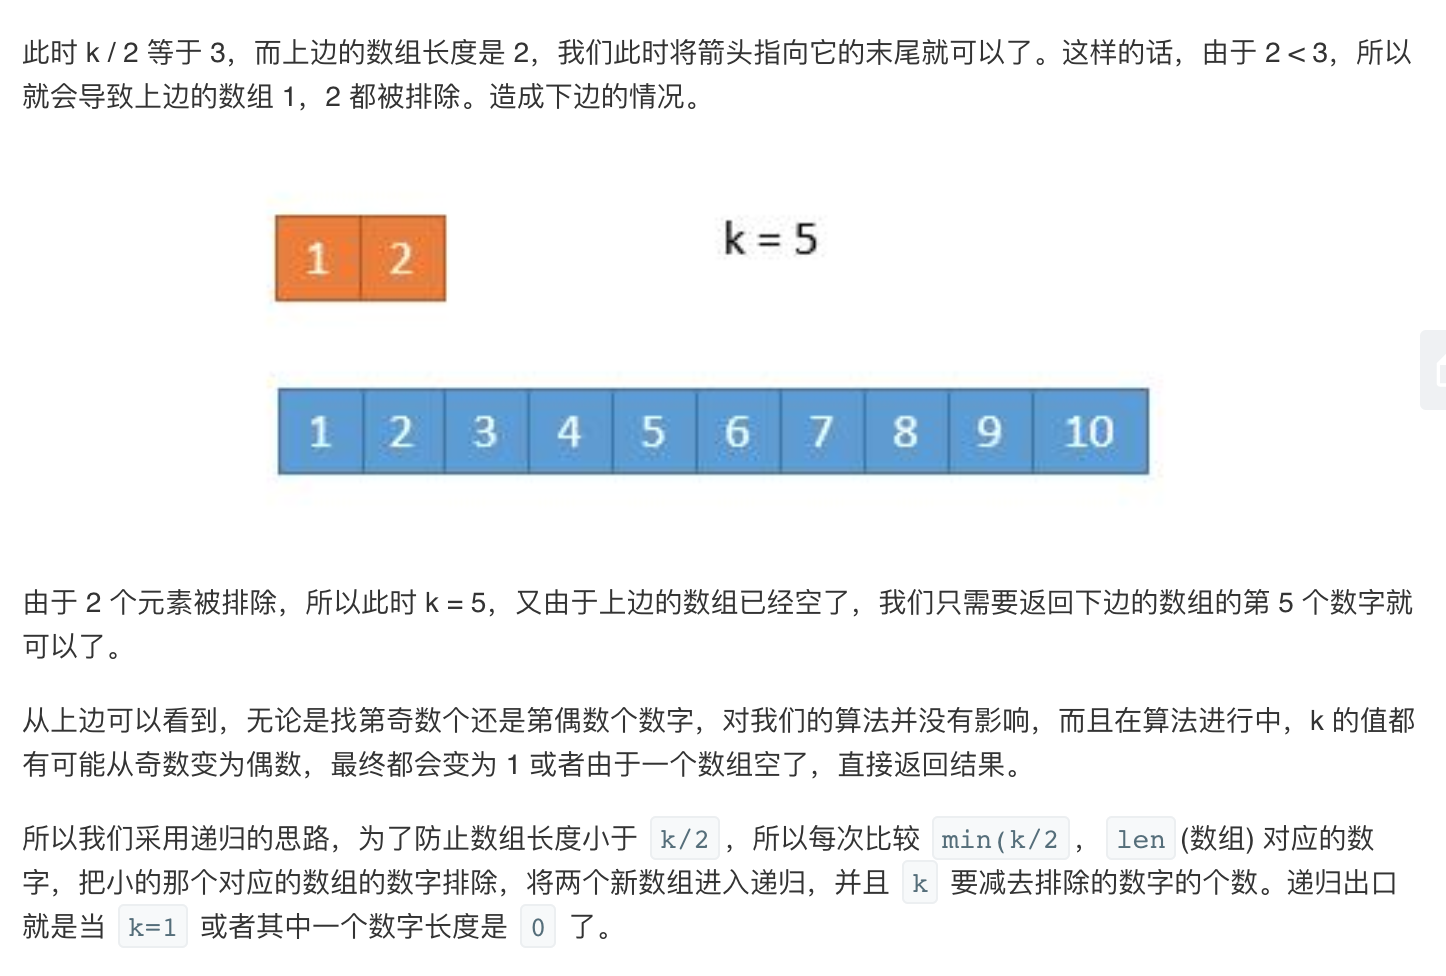 此时 k / 2 等于 3，而上边的数组长度是 2，我们此时将箭头指向它的末尾就可以了。这样的话，由于 2 < 3，所以
就会导致上边的数组 1，2 都被排除。造成下边的情况。
1 2
k = 5
1 2 3 4 5 6 7 8 9 10
由于 2 个元素被排除，所以此时 k = 5，又由于上边的数组已经空了，我们只需要返回下边的数组的第 5 个数字就
可以了。
从上边可以看到，无论是找第奇数个还是第偶数个数字，对我们的算法并没有影响，而且在算法进行中，k 的值都
有可能从奇数变为偶数，最终都会变为 1 或者由于一个数组空了，直接返回结果。
所以我们采用递归的思路，为了防止数组长度小于 k/2 ，所以每次比较 min(k/2 ， len (数组) 对应的数
字，把小的那个对应的数组的数字排除，将两个新数组进入递归，并且 k 要减去排除的数字的个数。递归出口
就是当 k=1 或者其中一个数字长度是 0 了。